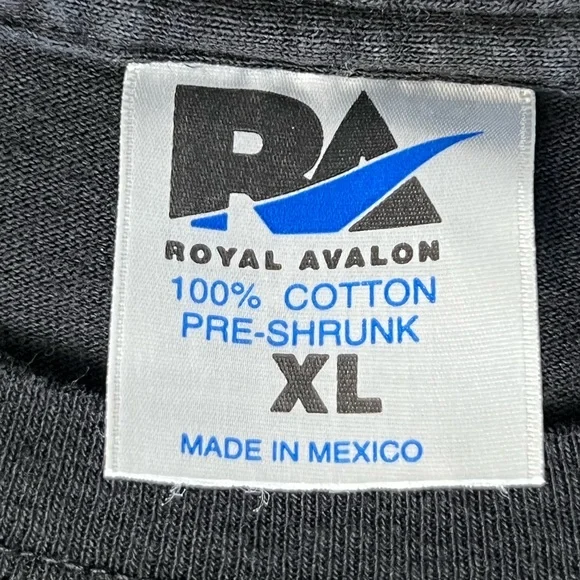 RA
ROYAL AVALON
100% COTTON
PRE-SHRUNK
XL
MADE IN MEXICO